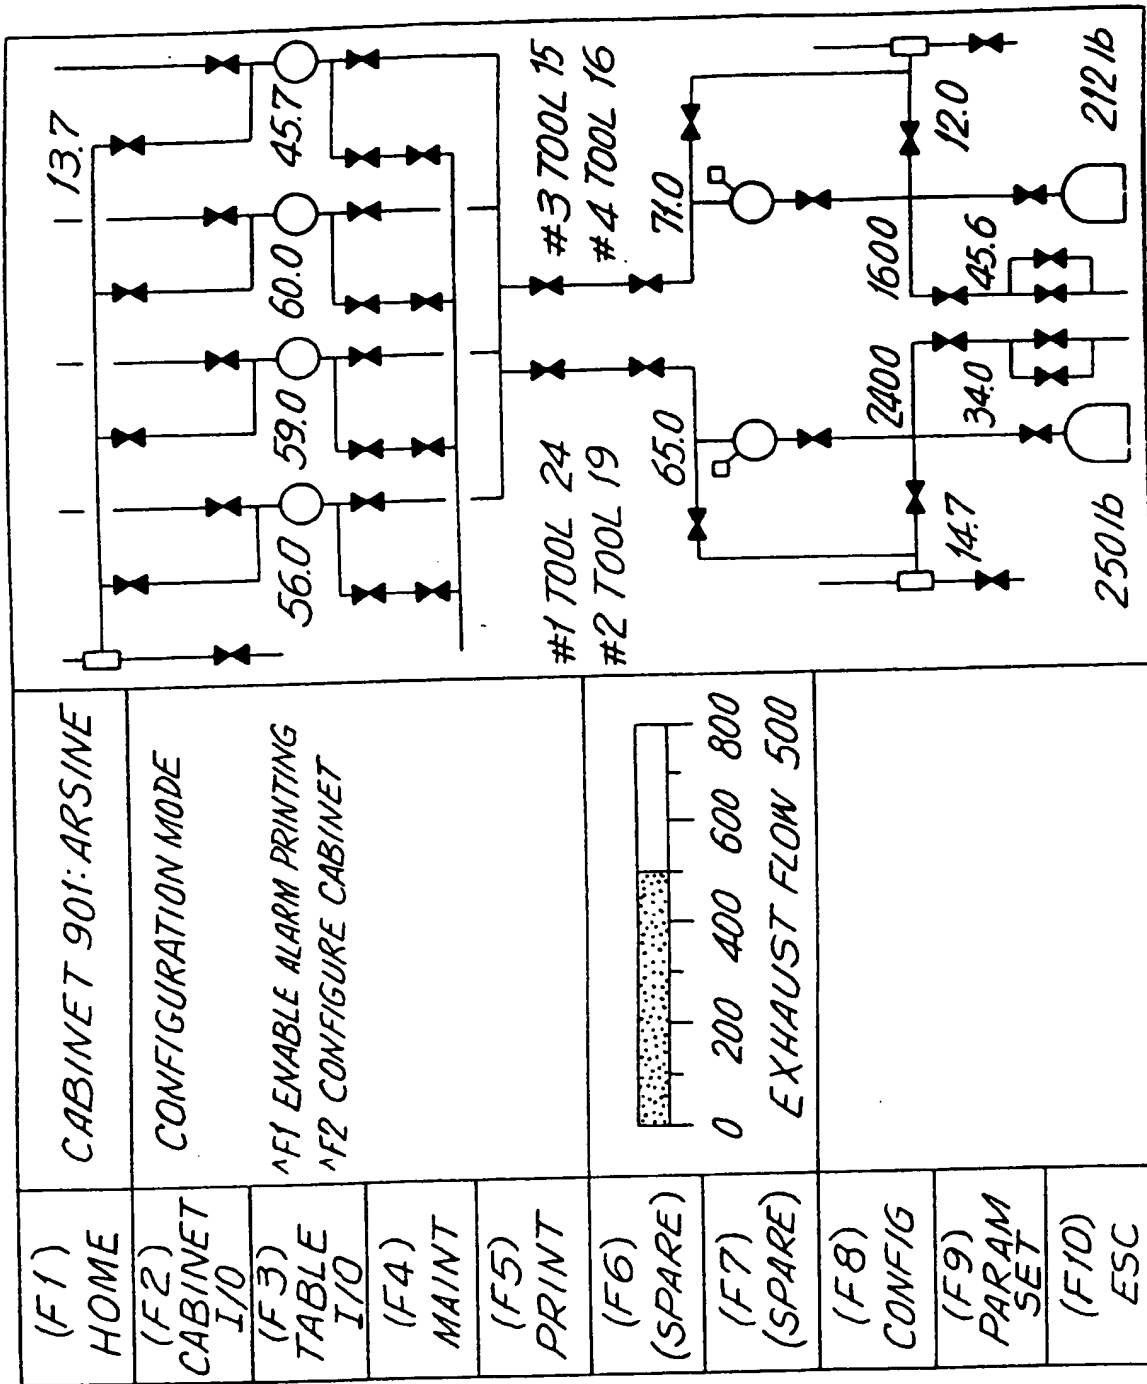 (F1)
HOME
(F2)
CABINET
I/O
(F3)
TABLE
I/O
(F4)
MAINT
(F5)
PRINT
(F6)
(SPARE)
(F7)
(SPARE)
(F8)
CONFIG
(F9)
PARAM
SET
(F10)
ESC
CABINET 901: ARSINE
CONFIGURATION MODE
^F1 ENABLE ALARM PRINTING
^F2 CONFIGURE CABINET
0 200 400 600 800
EXHAUST FLOW 500
13.7
56.0 59.0 60.0 45.7
#1 TOOL 24 #3 TOOL 15
#2 TOOL 19 #4 TOOL 16
65.0 71.0
2400 1600
14.7 34.0 45.6 12.0
250 lb 212 lb